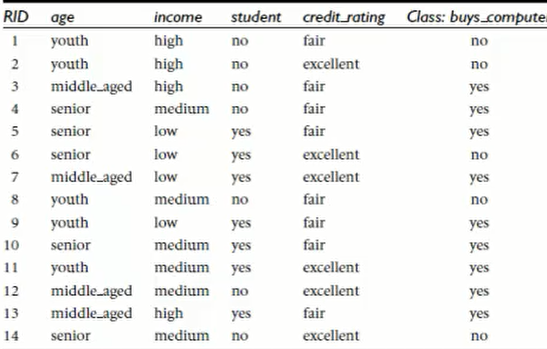 RID age income student credit_rating Class: buys_compute
1 youth high no fair no
2 youth high no excellent no
3 middle_aged high no fair yes
4 senior medium no fair yes
5 senior low yes fair yes
6 senior low yes excellent no
7 middle_aged low yes excellent yes
8 youth medium no fair no
9 youth low yes fair yes
10 senior medium yes fair yes
11 youth medium yes excellent yes
12 middle_aged medium no excellent yes
13 middle_aged high yes fair yes
14 senior medium no excellent no